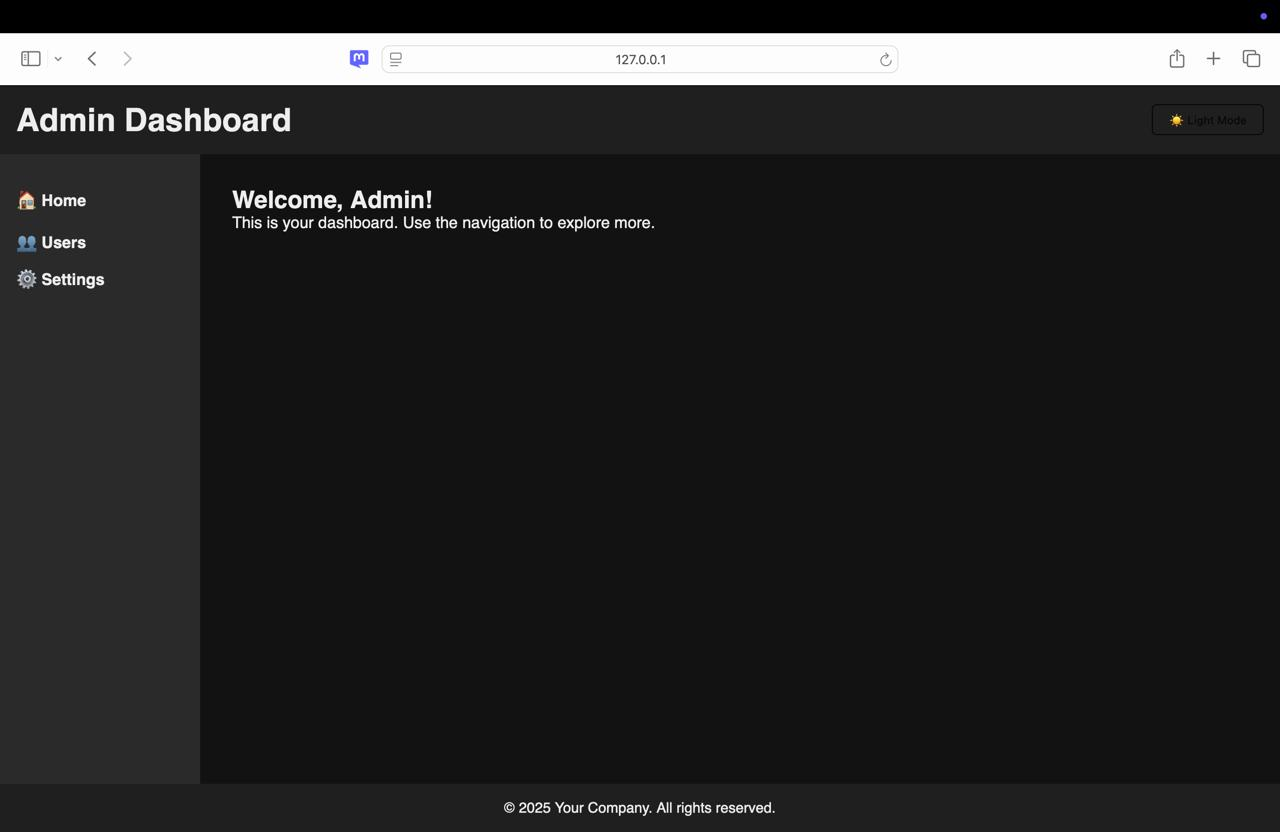 127.0.0.1
Admin Dashboard
☀️ Light Mode
🏠 Home
👥 Users
⚙️ Settings
Welcome, Admin!
This is your dashboard. Use the navigation to explore more.
© 2025 Your Company. All rights reserved.